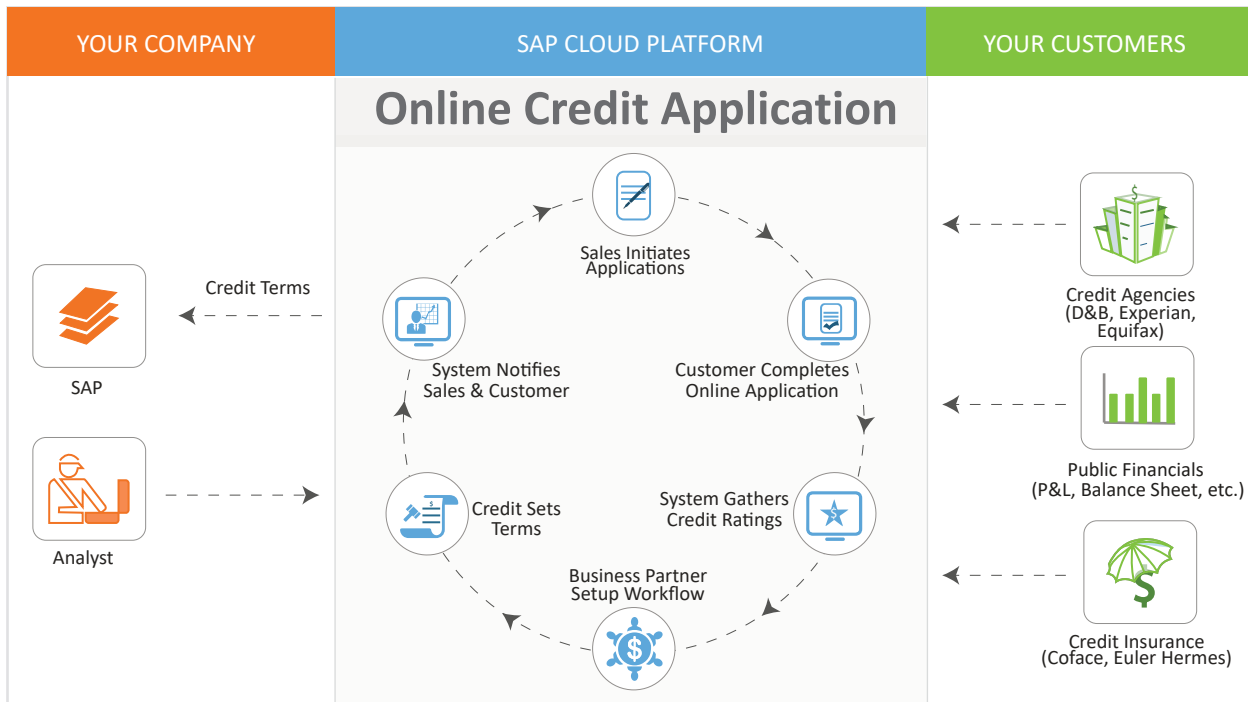 YOUR COMPANY
SAP CLOUD PLATFORM
YOUR CUSTOMERS
Online Credit Application
Sales Initiates
Applications
Customer Completes
Online Application
System Gathers
Credit Ratings
$
Business Partner
Setup Workflow
$
Credit Sets
Terms
$
System Notifies
Sales & Customer
Credit Terms
SAP
Analyst
$
Credit Agencies
(D&B, Experian,
Equifax)
Public Financials
(P&L, Balance Sheet, etc.)
$
Credit Insurance
(Coface, Euler Hermes)